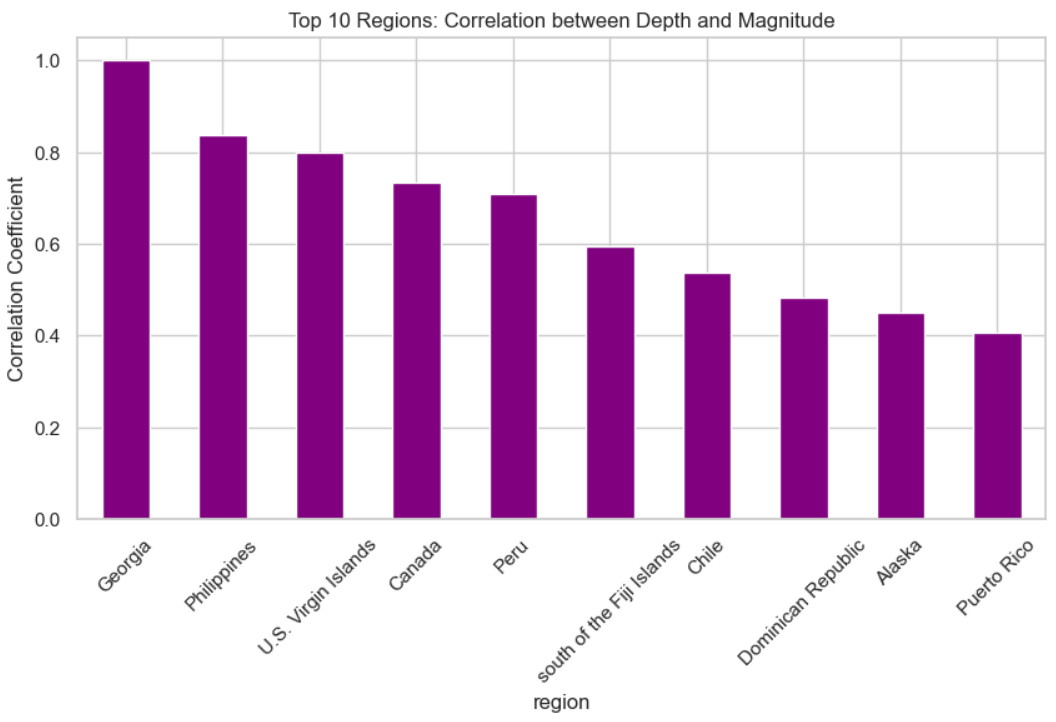 Top 10 Regions: Correlation between Depth and Magnitude
Correlation Coefficient
1.0
0.8
0.6
0.4
0.2
0.0
Georgia
Philippines
U.S. Virgin Islands
Canada
Peru
south of the Fiji Islands
Chile
Dominican Republic
Alaska
Puerto Rico
region